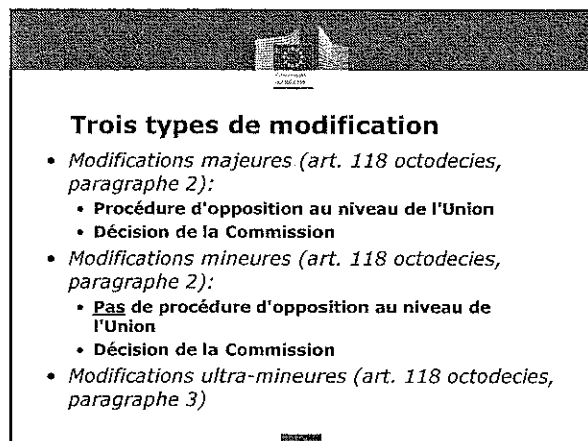 Trois types de modification
• Modifications majeures (art. 118 octodecies,
paragraphe 2):
• Procédure d'opposition au niveau de l'Union
• Décision de la Commission
• Modifications mineures (art. 118 octodecies,
paragraphe 2):
• Pas de procédure d'opposition au niveau de
l'Union
• Décision de la Commission
• Modifications ultra-mineures (art. 118 octodecies,
paragraphe 3)